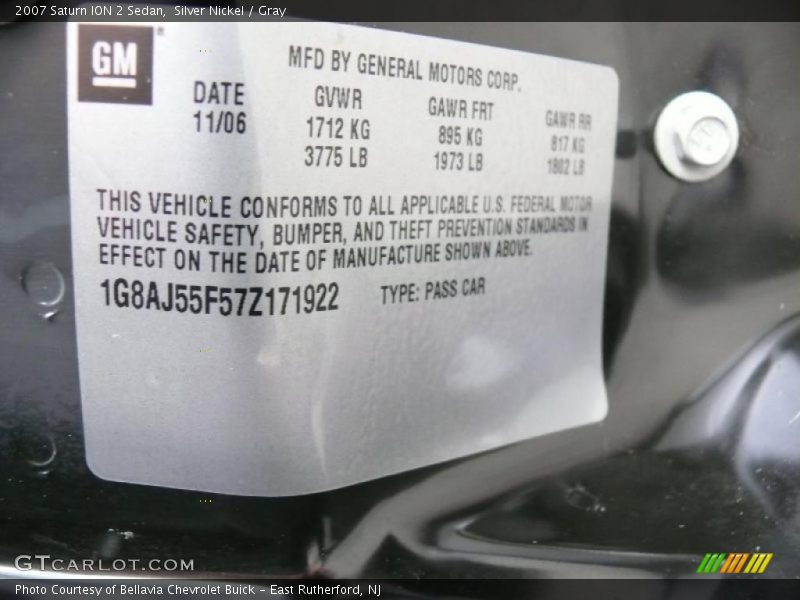 2007 Saturn ION 2 Sedan, Silver Nickel / Gray
GM
MFD BY GENERAL MOTORS CORP.
DATE GVWR GAWR FRT GAWR RR
11/06 1712 KG 895 KG 817 KG
3775 LB 1973 LB 1802 LB
THIS VEHICLE CONFORMS TO ALL APPLICABLE U.S. FEDERAL MOTOR
VEHICLE SAFETY, BUMPER, AND THEFT PREVENTION STANDARDS IN
EFFECT ON THE DATE OF MANUFACTURE SHOWN ABOVE.
1G8AJ55F57Z171922 TYPE: PASS CAR
GTCARLOT.COM
Photo Courtesy of Bellavia Chevrolet Buick - East Rutherford, NJ